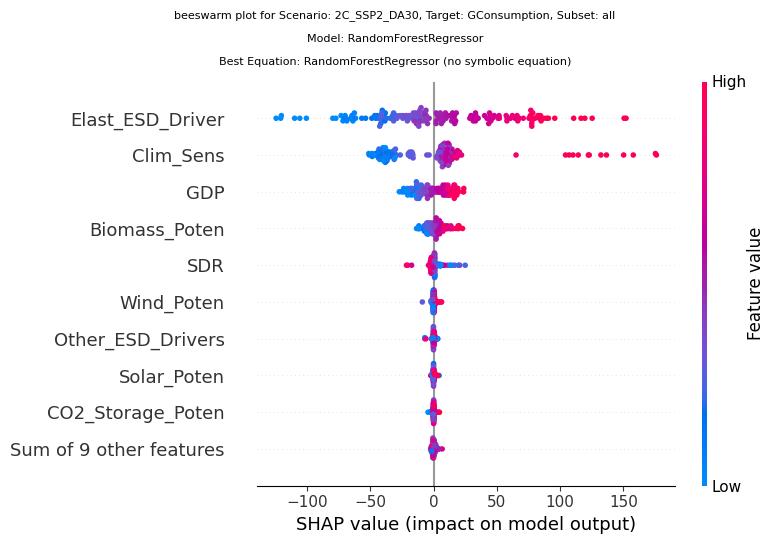 beeswarm plot for Scenario: 2C_SSP2_DA30, Target: GConsumption, Subset: all
Model: RandomForestRegressor
Best Equation: RandomForestRegressor (no symbolic equation)
High
Elast_ESD_Driver
Clim_Sens
GDP
Biomass_Poten
SDR
Wind_Poten
Other_ESD_Drivers
Solar_Poten
CO2_Storage_Poten
Sum of 9 other features
Feature value
Low
−100 −50 0 50 100 150
SHAP value (impact on model output)